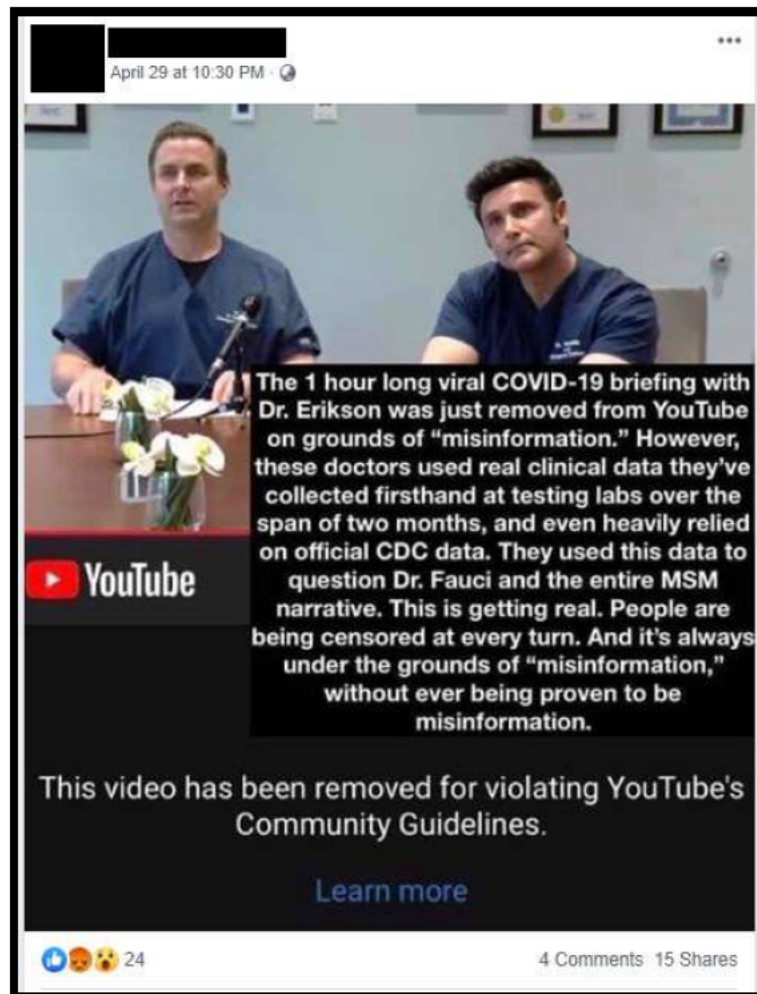 April 29 at 10:30 PM ·
The 1 hour long viral COVID-19 briefing with
Dr. Erikson was just removed from YouTube
on grounds of “misinformation.” However,
these doctors used real clinical data they’ve
collected firsthand at testing labs over the
span of two months, and even heavily relied
on official CDC data. They used this data to
question Dr. Fauci and the entire MSM
narrative. This is getting real. People are
being censored at every turn. And it’s always
under the grounds of “misinformation,”
without ever being proven to be
misinformation.
YouTube
This video has been removed for violating YouTube's
Community Guidelines.
Learn more
24
4 Comments 15 Shares